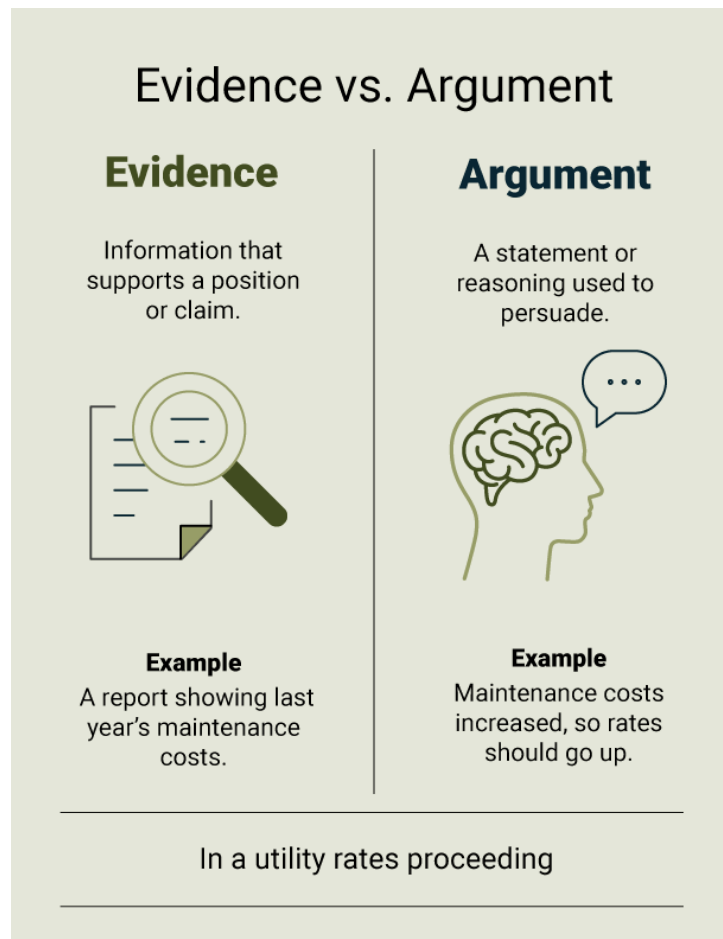 Evidence vs. Argument
Evidence
Information that
supports a position
or claim.
Example
A report showing last
year’s maintenance
costs.
Argument
A statement or
reasoning used to
persuade.
Example
Maintenance costs
increased, so rates
should go up.
In a utility rates proceeding